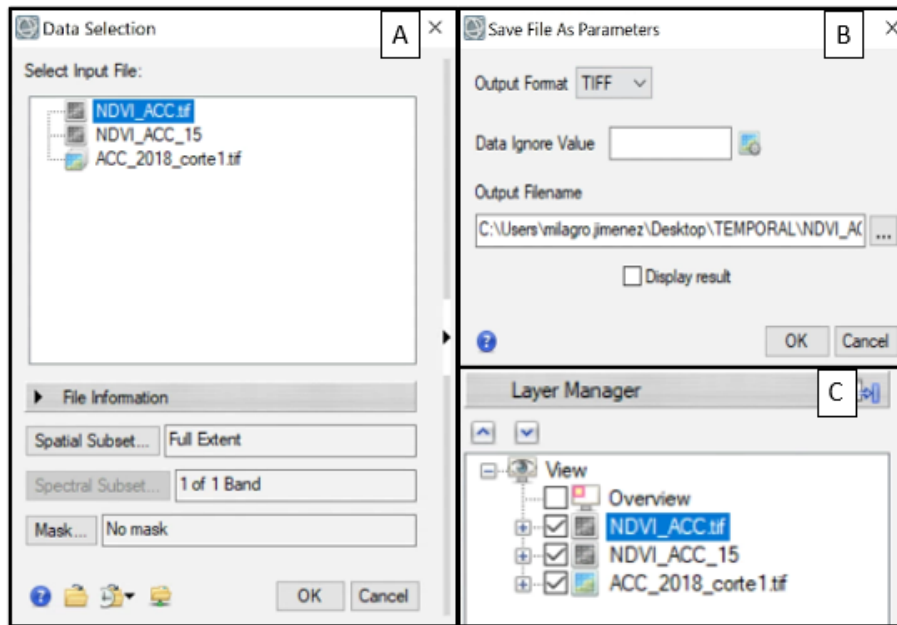 Data Selection
A
Select Input File:
NDVI_ACC.tif
NDVI_ACC_15
ACC_2018_corte1.tif
File Information
Spatial Subset...
Full Extent
Spectral Subset...
1 of 1 Band
Mask...
No mask
OK
Cancel
Save File As Parameters
B
Output Format
TIFF
Data Ignore Value
Output Filename
C:\Users\milagro.jimenez\Desktop\TEMPORAL\NDVI_A(
...
Display result
OK
Cancel
Layer Manager
C
View
Overview
NDVI_ACC.tif
NDVI_ACC_15
ACC_2018_corte1.tif